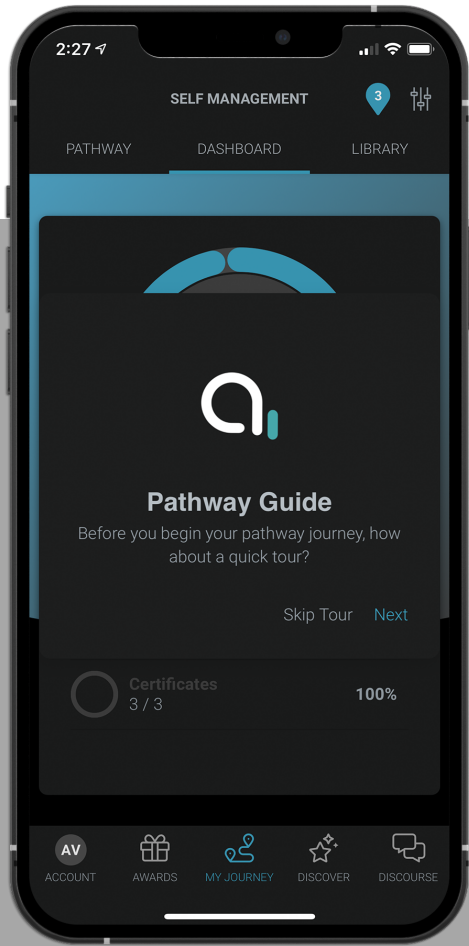 2:27
SELF MANAGEMENT
3
PATHWAY DASHBOARD LIBRARY
Pathway Guide
Before you begin your pathway journey, how
about a quick tour?
Skip Tour Next
Certificates
3 / 3
100%
AV
ACCOUNT AWARDS MY JOURNEY DISCOVER DISCOURSE